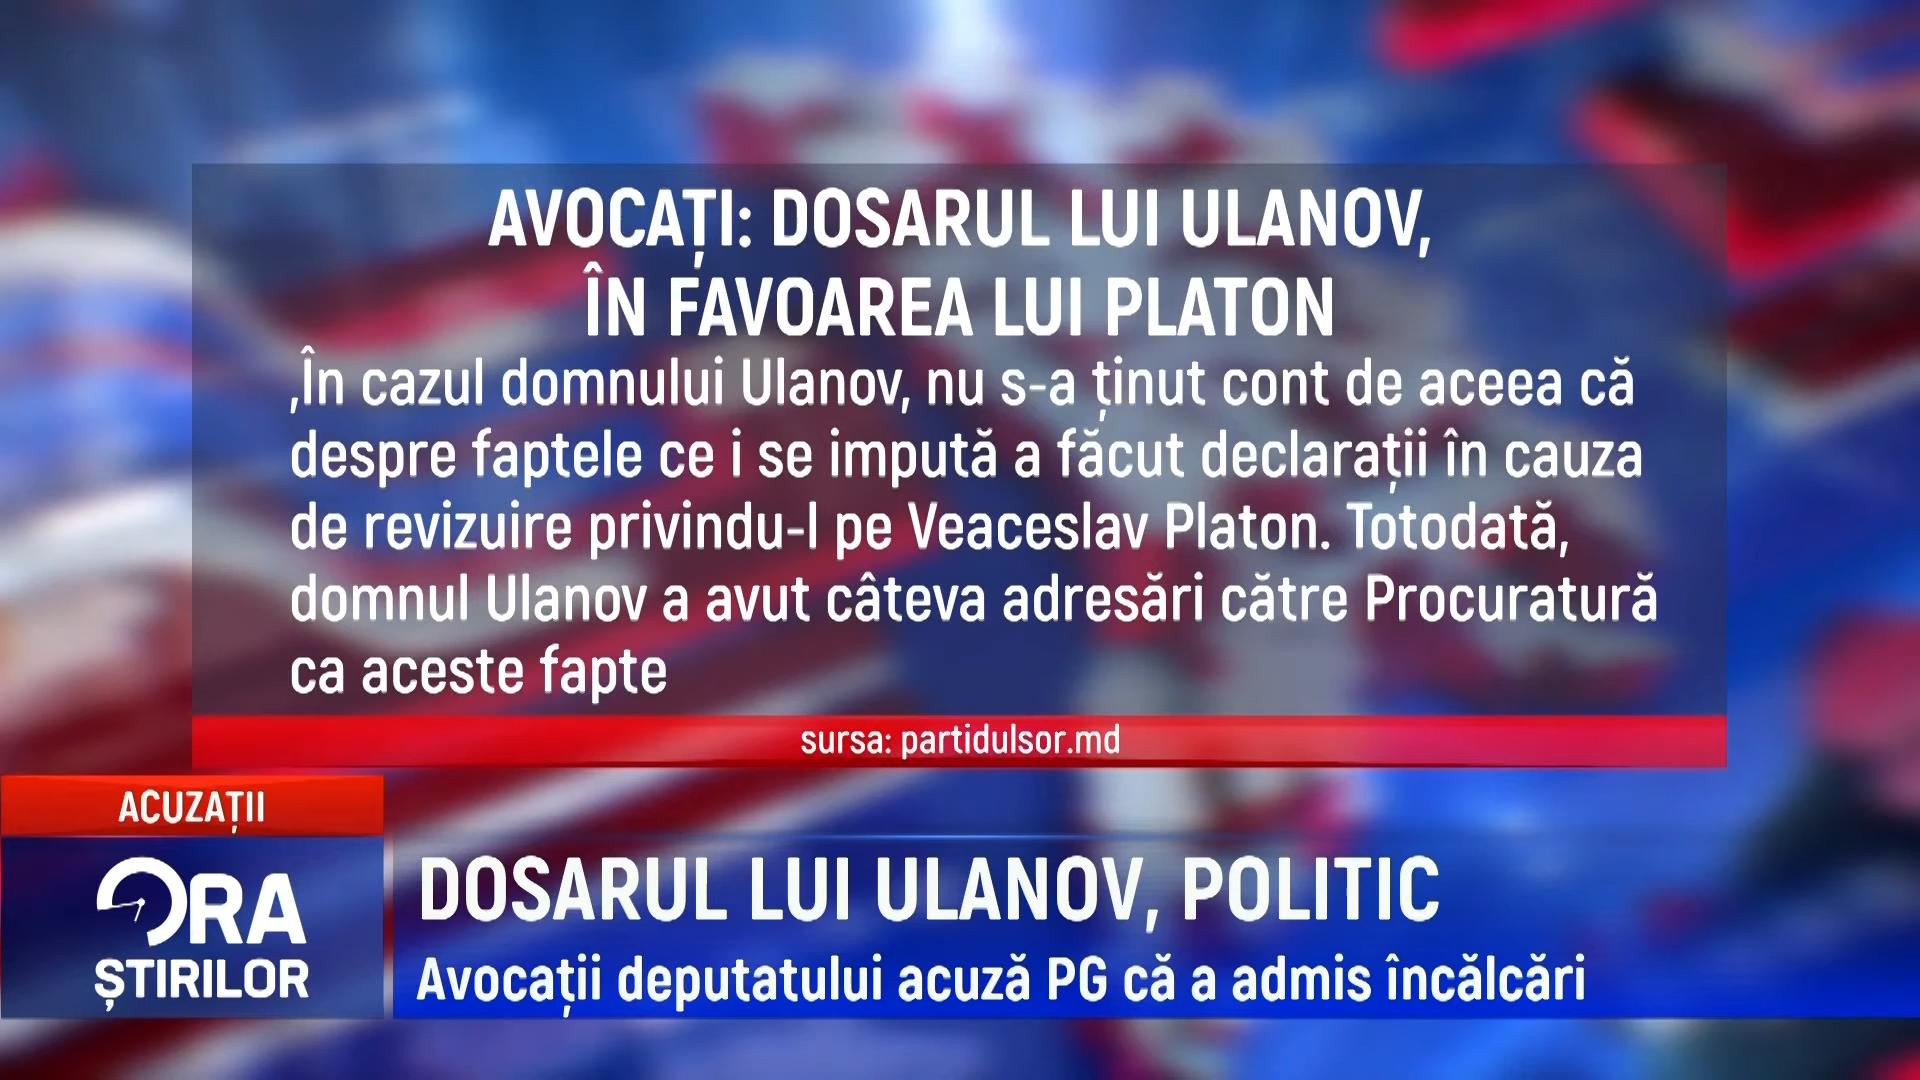 AVOCAȚI: DOSARUL LUI ULANOV,
ÎN FAVOAREA LUI PLATON
,În cazul domnului Ulanov, nu s-a ținut cont de aceea că
despre faptele ce i se impută a făcut declarații în cauza
de revizuire privindu-l pe Veaceslav Platon. Totodată,
domnul Ulanov a avut câteva adresări către Procuratură
ca aceste fapte
sursa: partidulsor.md
ACUZAȚII
ORA
ȘTIRILOR
DOSARUL LUI ULANOV, POLITIC
Avocații deputatului acuză PG că a admis încălcări